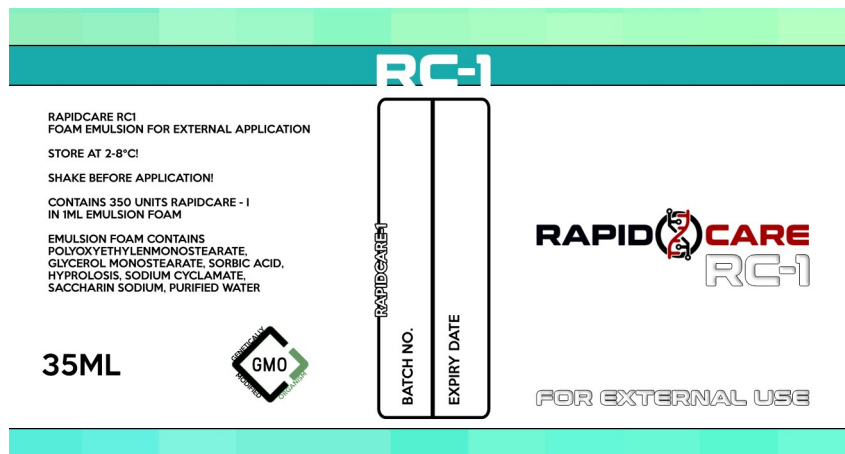 RC-1
RAPIDCARE RC1
FOAM EMULSION FOR EXTERNAL APPLICATION
STORE AT 2-8°C!
SHAKE BEFORE APPLICATION!
CONTAINS 350 UNITS RAPIDCARE - I
IN 1ML EMULSION FOAM
EMULSION FOAM CONTAINS
POLYOXYETHYLENMONOSTEARATE,
GLYCEROL MONOSTEARATE, SORBIC ACID,
HYPROLOSIS, SODIUM CYCLAMATE,
SACCHARIN SODIUM, PURIFIED WATER
35ML
GENETICALLY
GMO
MODIFIED
ORGANISM
RAPIDCARE-1
BATCH NO.
EXPIRY DATE
RAPID CARE
RC-1
FOR EXTERNAL USE